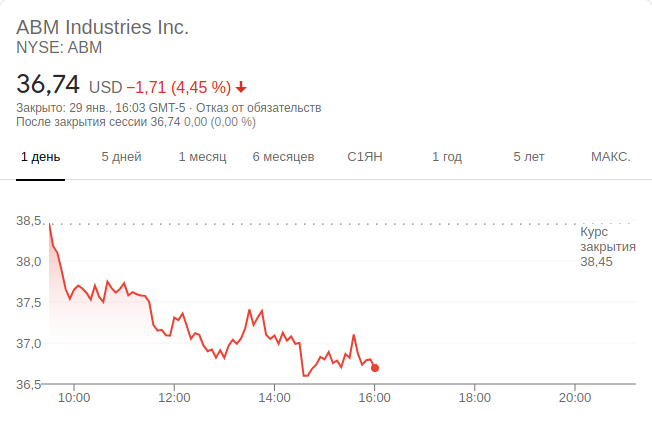 ABM Industries Inc.
NYSE: ABM
36,74 USD −1,71 (4,45 %)
Закрыто: 29 янв., 16:03 GMT-5 · Отказ от обязательств
После закрытия сессии 36,74 0,00 (0,00 %)
1 день 5 дней 1 месяц 6 месяцев С1ЯН 1 год 5 лет МАКС.
38,5
Курс
закрытия
38,45
38,0
37,5
37,0
36,5
10:00 12:00 14:00 16:00 18:00 20:00